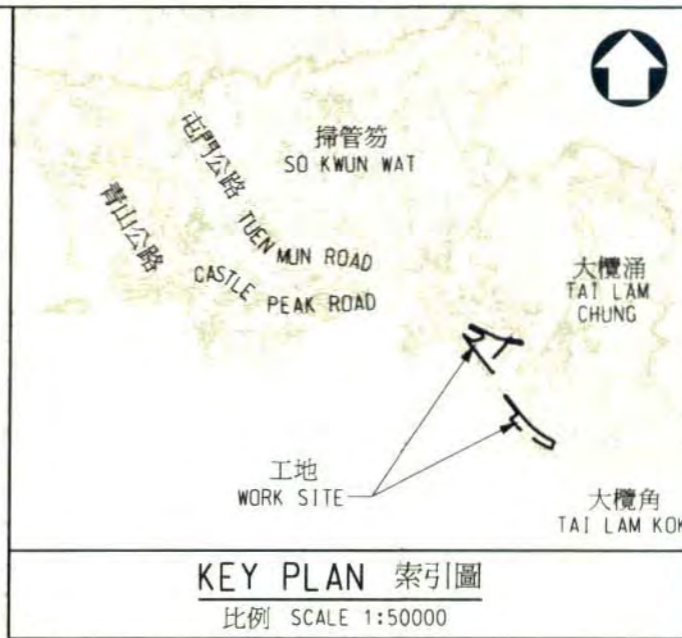 屯門公路
掃管笏
SO KWUN WAT
青山公路
TUEN MUN ROAD
CASTLE PEAK ROAD
大欖涌
TAI LAM
CHUNG
工地
WORK SITE
大欖角
TAI LAM KOK
KEY PLAN 索引圖
比例 SCALE 1:50000